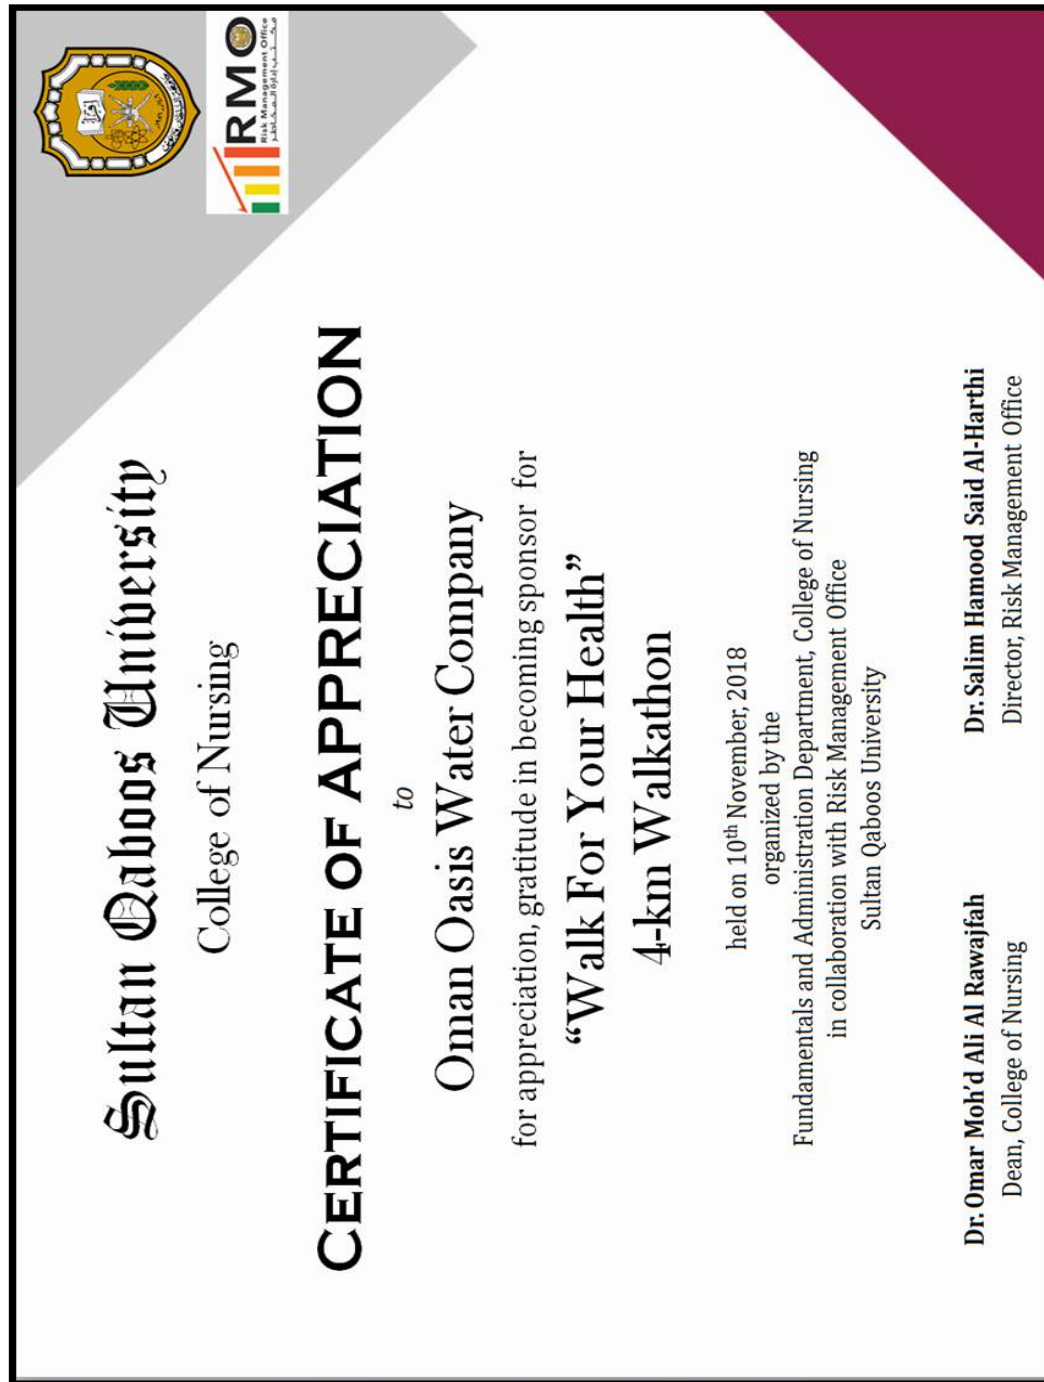 Sultan Qaboos University
College of Nursing
RMO
Risk Management Office
مكتب إدارة المخاطر
CERTIFICATE OF APPRECIATION
to
Oman Oasis Water Company
for appreciation, gratitude in becoming sponsor for
“Walk For Your Health”
4-km Walkathon
held on 10th November, 2018
organized by the
Fundamentals and Administration Department, College of Nursing
in collaboration with Risk Management Office
Sultan Qaboos University
Dr. Omar Moh’d Ali Al Rawajfah
Dean, College of Nursing
Dr. Salim Hamood Said Al-Harthi
Director, Risk Management Office